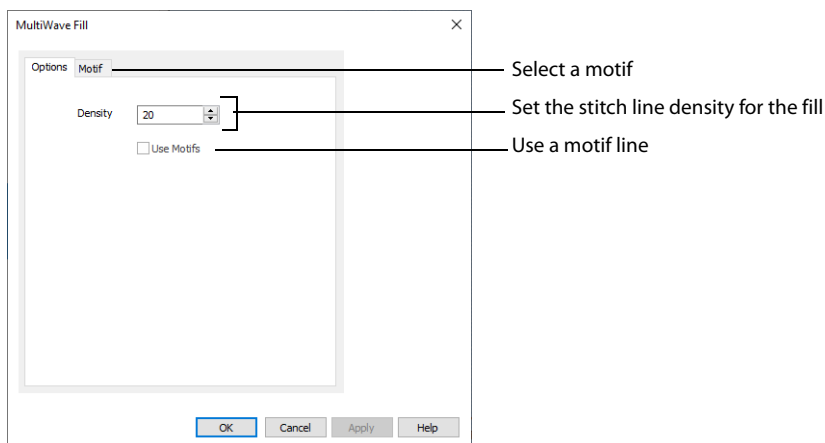 MultiWave Fill
Options Motif
Select a motif
Density 20
Set the stitch line density for the fill
Use Motifs
Use a motif line
OK Cancel Apply Help